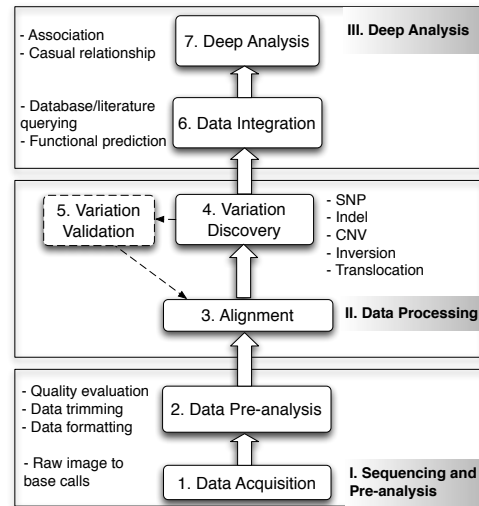 - Association
- Casual relationship
7. Deep Analysis
III. Deep Analysis
- Database/literature
querying
- Functional prediction
6. Data Integration
5. Variation
Validation
4. Variation
Discovery
- SNP
- Indel
- CNV
- Inversion
- Translocation
3. Alignment
II. Data Processing
- Quality evaluation
- Data trimming
- Data formatting
2. Data Pre-analysis
- Raw image to
base calls
1. Data Acquisition
I. Sequencing and
Pre-analysis